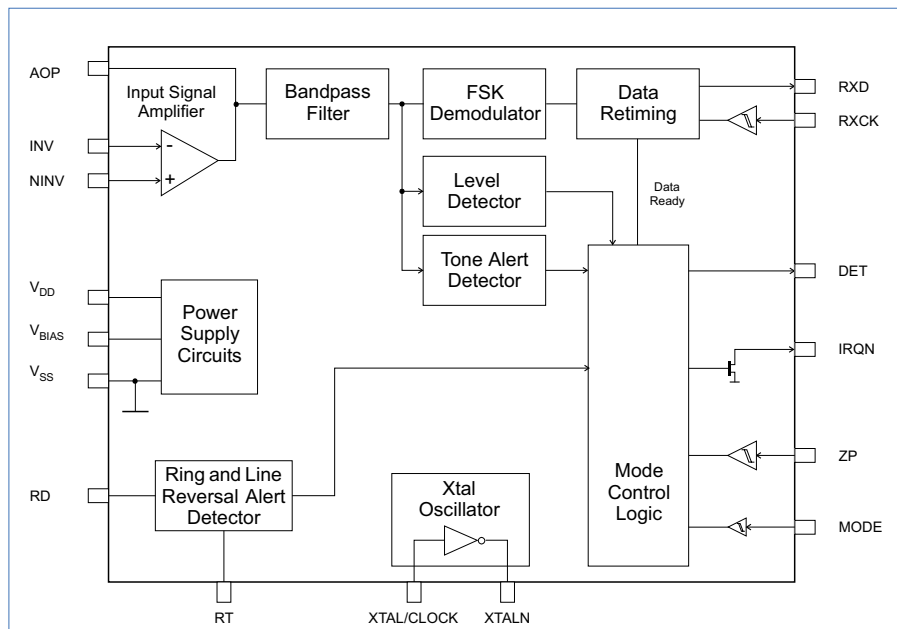 AOP
Input Signal
Amplifier
INV
-
NINV
+
Bandpass
Filter
FSK
Demodulator
Data
Retiming
RXD
RXCK
Level
Detector
Data
Ready
Tone Alert
Detector
DET
VDD
VBIAS
VSS
Power
Supply
Circuits
IRQN
RD
Ring and Line
Reversal Alert
Detector
Xtal
Oscillator
Mode
Control
Logic
ZP
MODE
RT
XTAL/CLOCK
XTALN